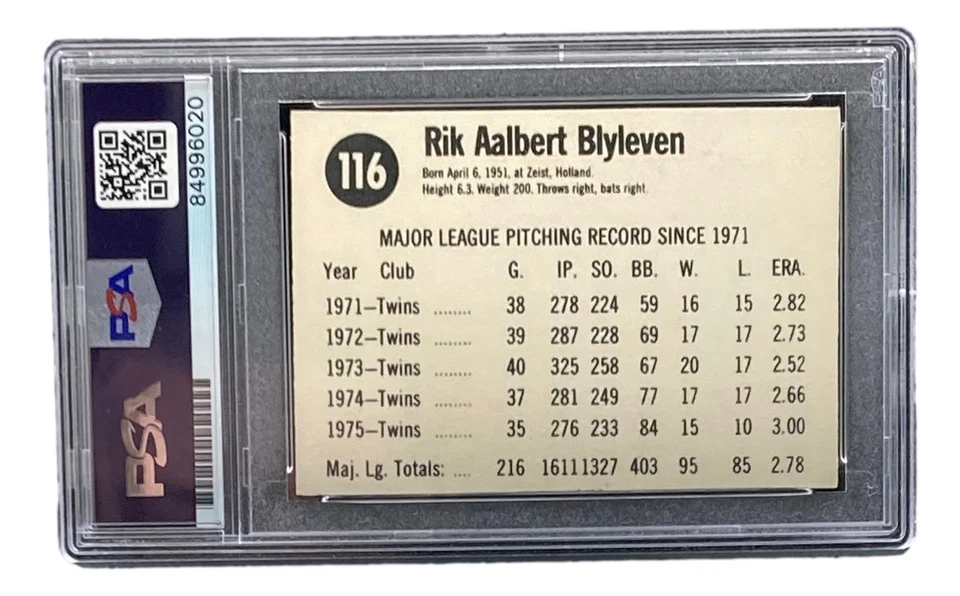 84996020
PSA
PSA
116
Rik Aalbert Blyleven
Born April 6, 1951, at Zeist, Holland.
Height 6.3. Weight 200. Throws right, bats right.
MAJOR LEAGUE PITCHING RECORD SINCE 1971
Year Club G. IP. SO. BB. W. L. ERA.
1971—Twins ........ 38 278 224 59 16 15 2.82
1972—Twins ........ 39 287 228 69 17 17 2.73
1973—Twins ........ 40 325 258 67 20 17 2.52
1974—Twins ........ 37 281 249 77 17 17 2.66
1975—Twins ........ 35 276 233 84 15 10 3.00
Maj. Lg. Totals: .... 216 1611 1327 403 95 85 2.78